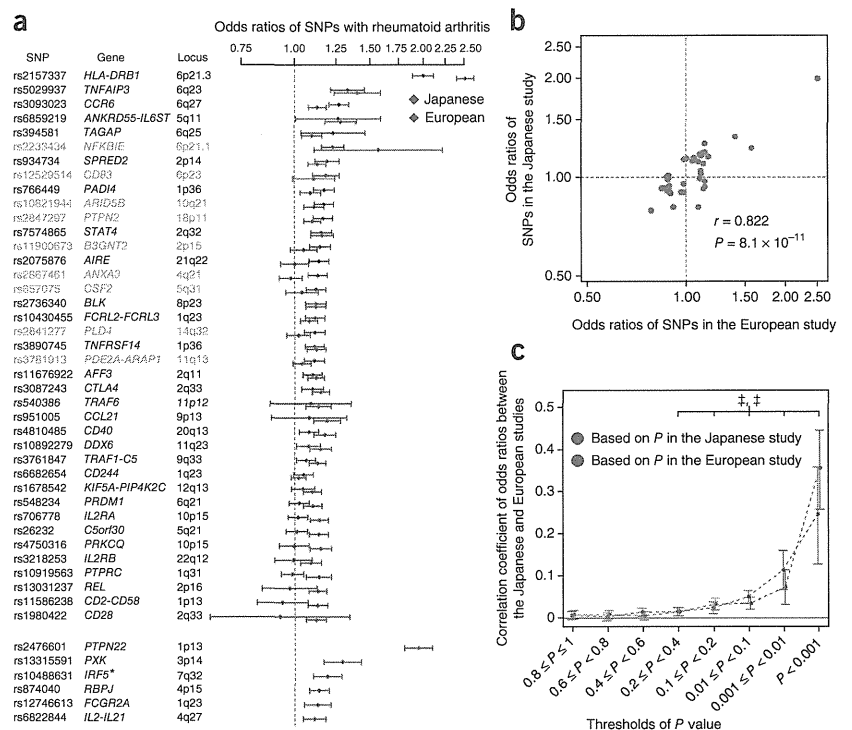 a
Odds ratios of SNPs with rheumatoid arthritis
SNP Gene Locus 0.75 1.00 1.25 1.50 1.75 2.00 2.50
rs2157337 HLA-DRB1 6p21.3
rs5029937 TNFAIP3 6q23
rs3093023 CCR6 6q27
rs6859219 ANKRD55-IL6ST 5q11
rs394581 TAGAP 6q25
rs2233434 NFKBIE 6p21.1
rs934734 SPRED2 2p14
rs12529514 CD83 6p23
rs766449 PADI4 1p36
rs10821944 ARID5B 10q21
rs2847297 PTPN2 18p11
rs7574865 STAT4 2q32
rs11900673 B3GNT2 2p15
rs2075876 AIRE 21q22
rs2867461 ANXA3 4q21
rs657075 CSF2 5q31
rs2736340 BLK 8p23
rs10430455 FCRL2-FCRL3 1q23
rs2841277 PLD4 14q32
rs3890745 TNFRSF14 1p36
rs3781913 PDE2A-ARAP1 11q13
rs11676922 AFF3 2q11
rs3087243 CTLA4 2q33
rs540386 TRAF6 11p12
rs951005 CCL21 9p13
rs4810485 CD40 20q13
rs10892279 DDX6 11q23
rs3761847 TRAF1-C5 9q33
rs6682654 CD244 1q23
rs1678542 KIF5A-PIP4K2C 12q13
rs548234 PRDM1 6q21
rs706778 IL2RA 10p15
rs26232 C5orf30 5q21
rs4750316 PRKCQ 10p15
rs3218253 IL2RB 22q12
rs10919563 PTPRC 1q31
rs13031237 REL 2p16
rs11586238 CD2-CD58 1p13
rs1980422 CD28 2q33
rs2476601 PTPN22 1p13
rs13315591 PXK 3p14
rs10488631 IRF5* 7q32
rs874040 RBPJ 4p15
rs12746613 FCGR2A 1q23
rs6822844 IL2-IL21 4q27
Japanese
European
b
Odds ratios of
SNPs in the Japanese study
2.50
2.00
1.50
1.00
0.50
r = 0.822
P = 8.1 × 10⁻¹¹
0.50 1.00 1.50 2.00 2.50
Odds ratios of SNPs in the European study
c
Correlation coefficient of odds ratios between
the Japanese and European studies
0.5
0.4
0.3
0.2
0.1
0
‡, ‡
Based on P in the Japanese study
Based on P in the European study
0.8 ≤ P ≤ 1
0.6 ≤ P < 0.8
0.4 ≤ P < 0.6
0.2 ≤ P < 0.4
0.1 ≤ P < 0.2
0.01 ≤ P < 0.1
0.001 ≤ P < 0.01
P < 0.001
Thresholds of P value